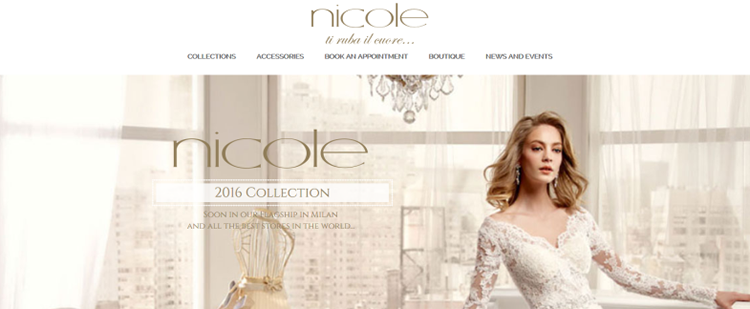 nicole
ti ruba il cuore...
COLLECTIONS ACCESSORIES BOOK AN APPOINTMENT BOUTIQUE NEWS AND EVENTS
nicole
2016 COLLECTION
SOON IN OUR FLAGSHIP IN MILAN
AND ALL THE BEST STORES IN THE WORLD...